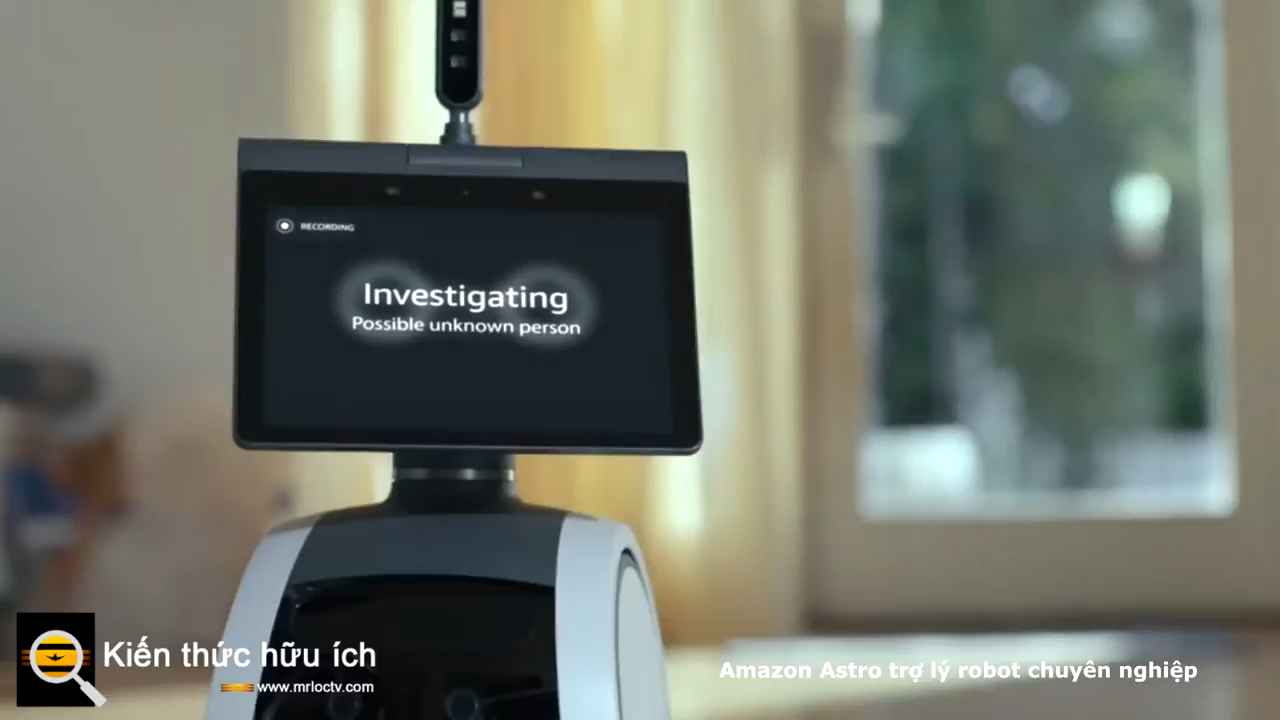 RECORDING
Investigating
Possible unknown person
Kiến thức hữu ích
www.mrloctv.com
Amazon Astro trợ lý robot chuyên nghiệp